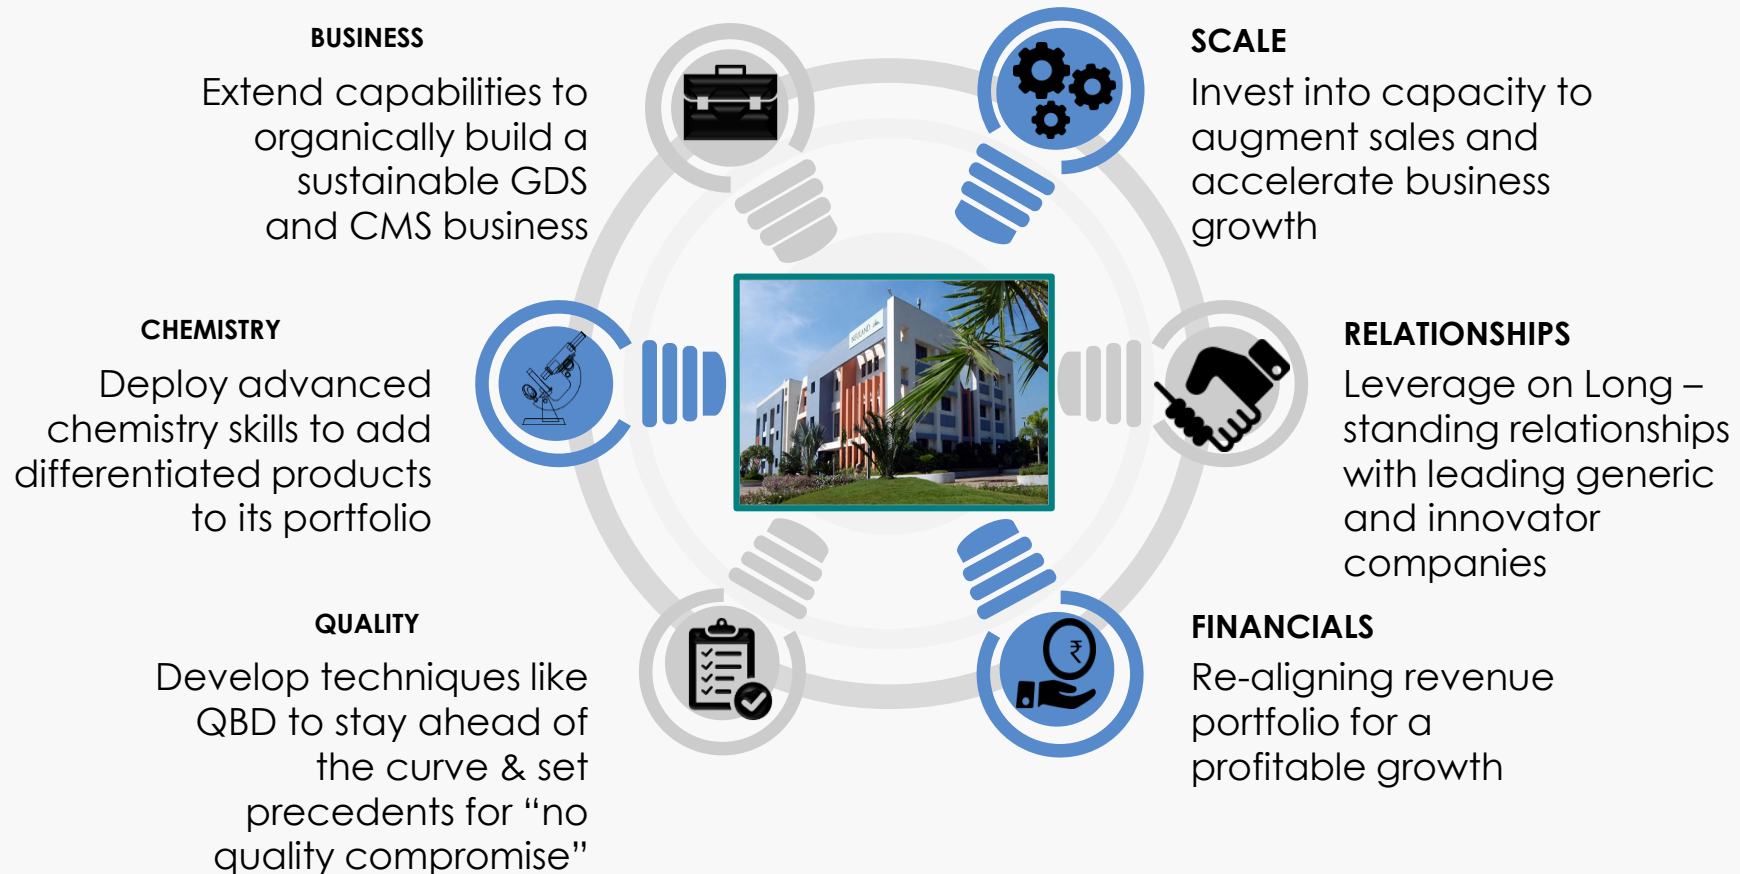 BUSINESS
Extend capabilities to
organically build a
sustainable GDS
and CMS business
SCALE
Invest into capacity to
augment sales and
accelerate business
growth
CHEMISTRY
Deploy advanced
chemistry skills to add
differentiated products
to its portfolio
RELATIONSHIPS
Leverage on Long –
standing relationships
with leading generic
and innovator
companies
QUALITY
Develop techniques like
QBD to stay ahead of
the curve & set
precedents for “no
quality compromise”
FINANCIALS
Re-aligning revenue
portfolio for a
profitable growth
₹